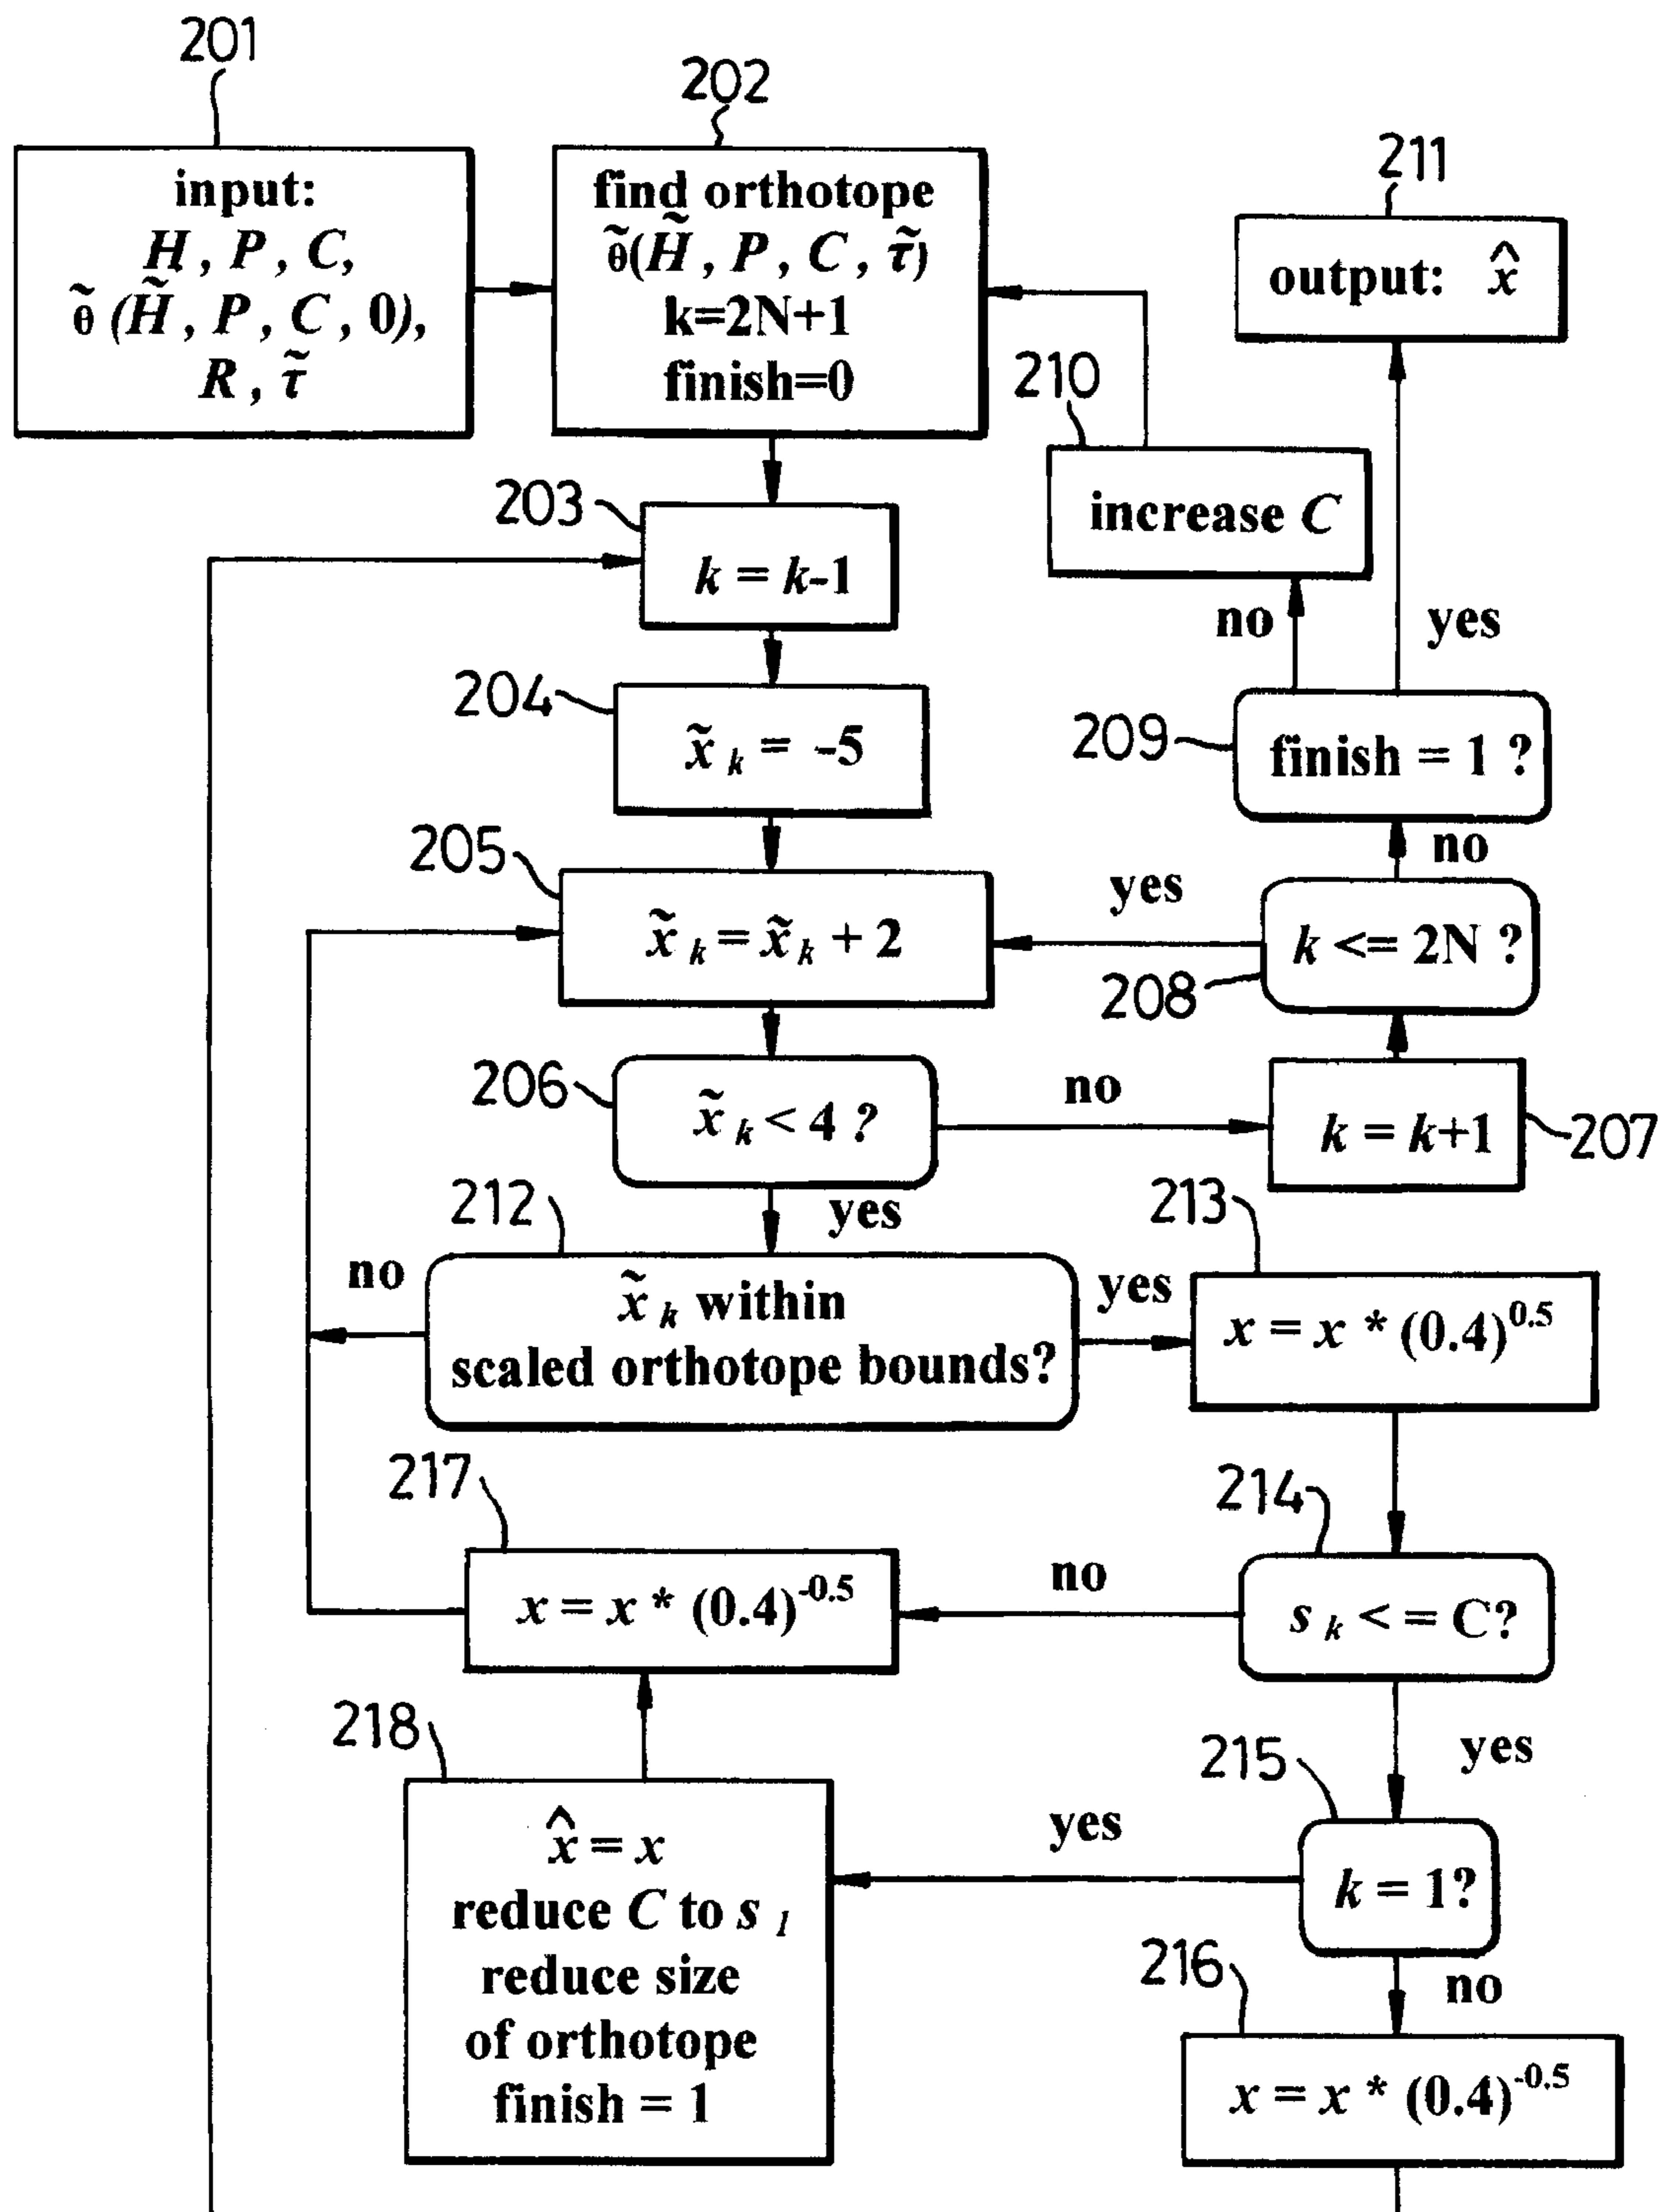 201
input:
H , P , C,
θ̃ (H̃ , P , C , 0),
R , τ̃
202
find orthotope
θ̃(H̃ , P , C , τ̃)
k=2N+1
finish=0
211
output: x̂
210
increase C
203
k = k-1
no
yes
204
x̃ k = -5
209
finish = 1 ?
no
205
x̃ k = x̃ k + 2
yes
k <= 2N ?
208
206
x̃ k < 4 ?
no
k = k+1
207
yes
212
x̃ k within
scaled orthotope bounds?
no
yes
213
x = x * (0.4)^0.5
214
s k < = C?
no
217
x = x * (0.4)^-0.5
yes
215
k = 1?
yes
218
x̂ = x
reduce C to s 1
reduce size
of orthotope
finish = 1
no
216
x = x * (0.4)^-0.5